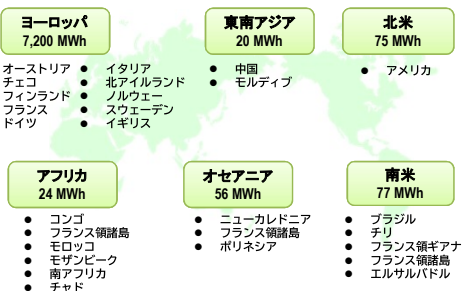 ヨーロッパ
7,200 MWh
オーストリア
チェコ
フィンランド
フランス
ドイツ
● イタリア
● 北アイルランド
● ノルウェー
● スウェーデン
● イギリス
東南アジア
20 MWh
● 中国
● モルディブ
北米
75 MWh
● アメリカ
アフリカ
24 MWh
● コンゴ
● フランス領諸島
● モロッコ
● モザンビーク
● 南アフリカ
● チャド
オセアニア
56 MWh
● ニューカレドニア
● フランス領諸島
● ポリネシア
南米
77 MWh
● ブラジル
● チリ
● フランス領ギアナ
● フランス領諸島
● エルサルバドル